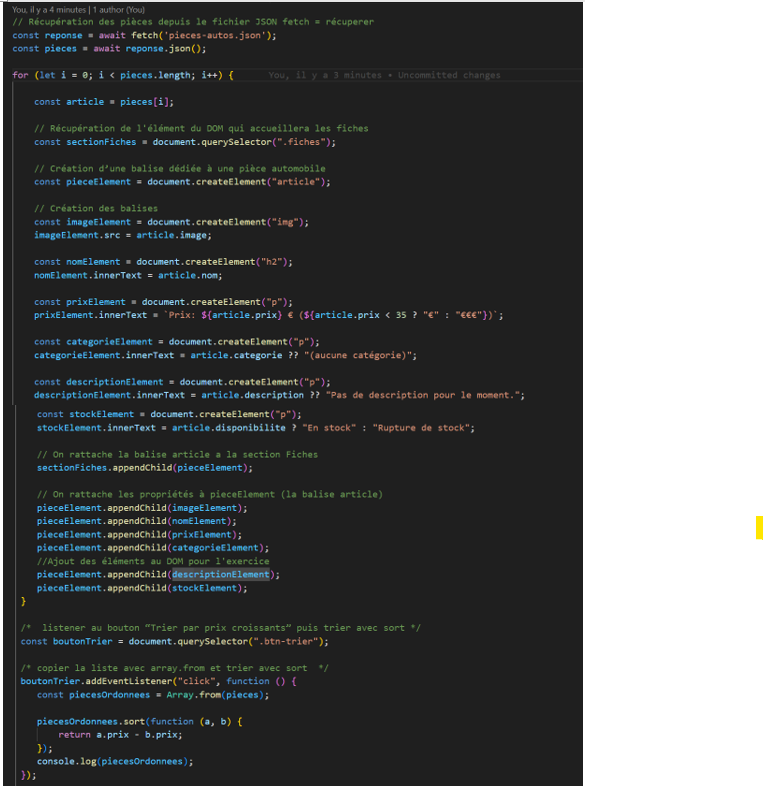 You, il y a 4 minutes | 1 author (You)
// Récupération des pièces depuis le fichier JSON fetch = récuperer
const reponse = await fetch('pieces-autos.json');
const pieces = await reponse.json();
for (let i = 0; i < pieces.length; i++) {    You, il y a 3 minutes • Uncommitted changes
const article = pieces[i];
// Récupération de l'élément du DOM qui accueillera les fiches
const sectionFiches = document.querySelector(".fiches");
// Création d’une balise dédiée à une pièce automobile
const pieceElement = document.createElement("article");
// Création des balises
const imageElement = document.createElement("img");
imageElement.src = article.image;
const nomElement = document.createElement("h2");
nomElement.innerText = article.nom;
const prixElement = document.createElement("p");
prixElement.innerText = `Prix: ${article.prix} € (${article.prix < 35 ? "€" : "€€€"})`;
const categorieElement = document.createElement("p");
categorieElement.innerText = article.categorie ?? "(aucune catégorie)";
const descriptionElement = document.createElement("p");
descriptionElement.innerText = article.description ?? "Pas de description pour le moment.";
const stockElement = document.createElement("p");
stockElement.innerText = article.disponibilite ? "En stock" : "Rupture de stock";
// On rattache la balise article a la section Fiches
sectionFiches.appendChild(pieceElement);
// On rattache les propriétés à pieceElement (la balise article)
pieceElement.appendChild(imageElement);
pieceElement.appendChild(nomElement);
pieceElement.appendChild(prixElement);
pieceElement.appendChild(categorieElement);
//Ajout des éléments au DOM pour l'exercice
pieceElement.appendChild(descriptionElement);
pieceElement.appendChild(stockElement);
}
/*  listener au bouton “Trier par prix croissants” puis trier avec sort */
const boutonTrier = document.querySelector(".btn-trier");
/* copier la liste avec array.from et trier avec sort  */
boutonTrier.addEventListener("click", function () {
const piecesOrdonnees = Array.from(pieces);
piecesOrdonnees.sort(function (a, b) {
return a.prix - b.prix;
});
console.log(piecesOrdonnees);
});